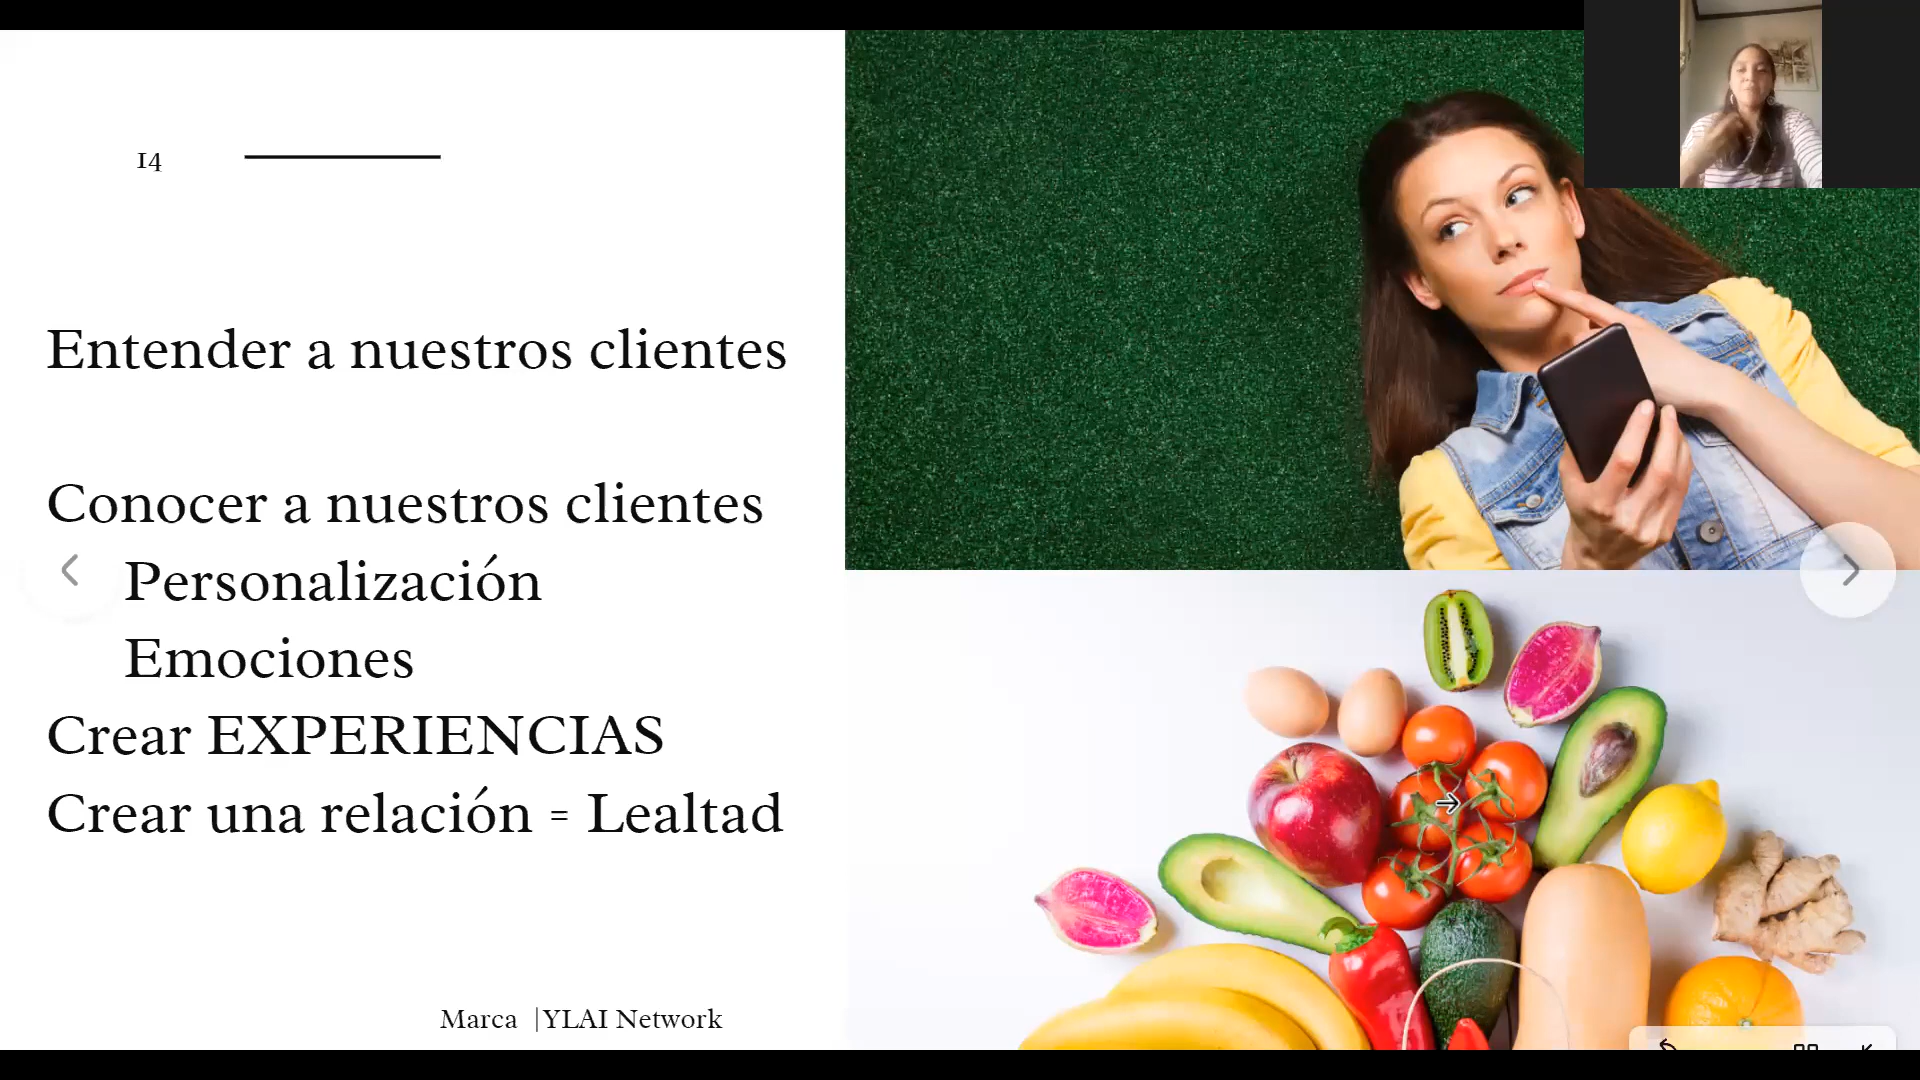 14
Entender a nuestros clientes
Conocer a nuestros clientes
Personalización
Emociones
Crear EXPERIENCIAS
Crear una relación = Lealtad
Marca |YLAI Network